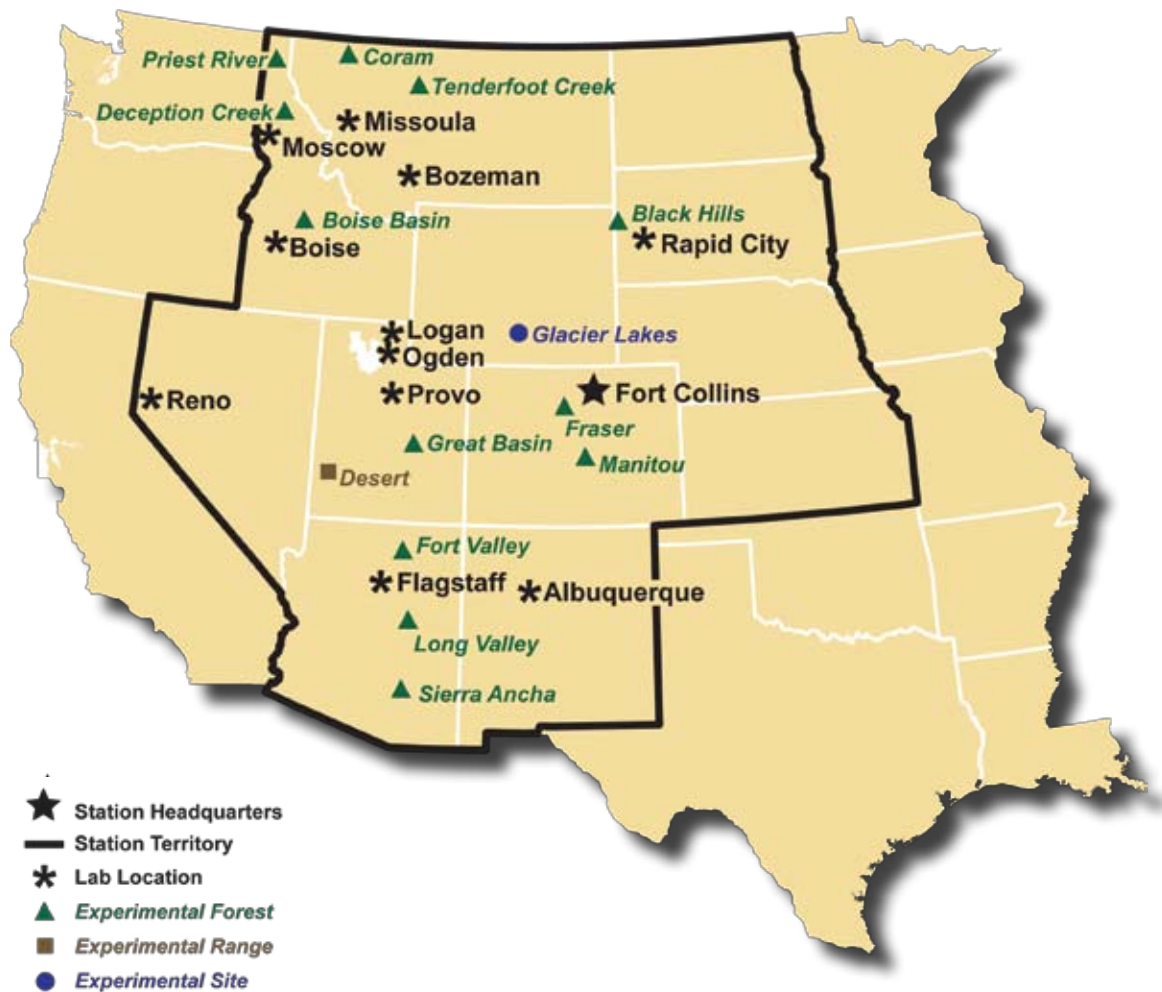 Priest River
Coram
Tenderfoot Creek
Deception Creek
Missoula
Moscow
Bozeman
Boise Basin
Black Hills
Boise
Rapid City
Logan
Glacier Lakes
Ogden
Provo
Fort Collins
Reno
Fraser
Great Basin
Manitou
Desert
Fort Valley
Flagstaff
Albuquerque
Long Valley
Sierra Ancha
Station Headquarters
Station Territory
Lab Location
Experimental Forest
Experimental Range
Experimental Site